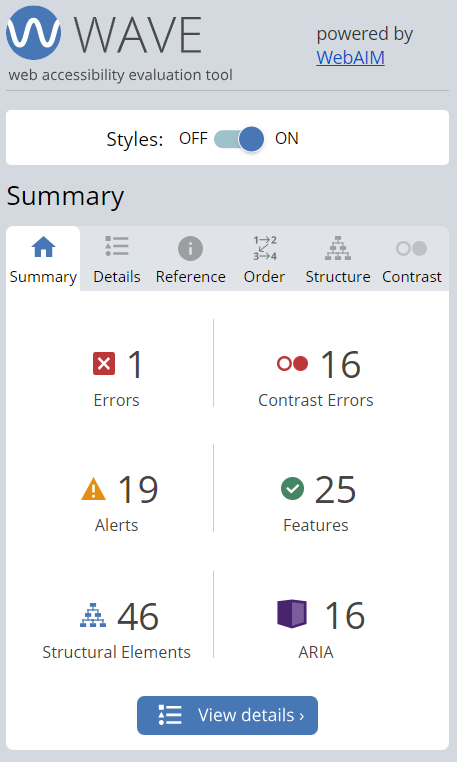 WAVE
web accessibility evaluation tool
powered by
WebAIM
Styles: OFF ON
Summary
Summary Details Reference Order Structure Contrast
1 Errors
16 Contrast Errors
19 Alerts
25 Features
46 Structural Elements
16 ARIA
View details ›